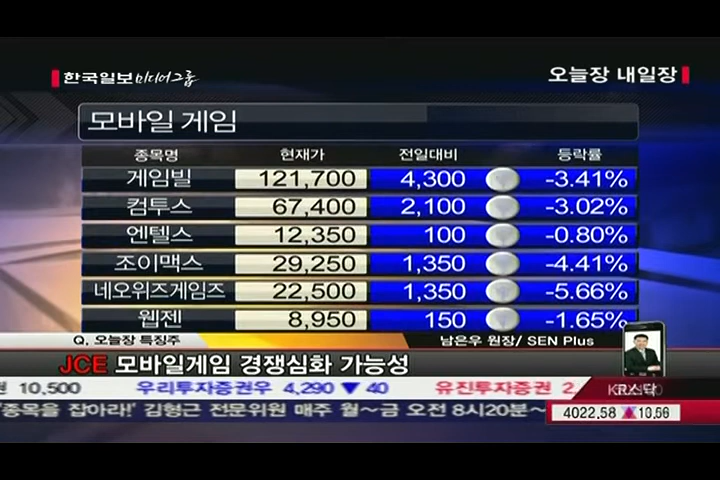 한국일보 미디어그룹
오늘장 내일장
모바일 게임
종목명 현재가 전일대비 등락률
게임빌 121,700 4,300 -3.41%
컴투스 67,400 2,100 -3.02%
엔텔스 12,350 100 -0.80%
조이맥스 29,250 1,350 -4.41%
네오위즈게임즈 22,500 1,350 -5.66%
웹젠 8,950 150 -1.65%
Q. 오늘장 특징주 남은우 원장/ SEN Plus
JCE 모바일게임 경쟁심화 가능성
10,500 우리투자증권우 4,290 ▼ 40 유진투자증권 2,
'종목을 잡아라!' 김형근 전문위원 매주 월~금 오전 8시20분~